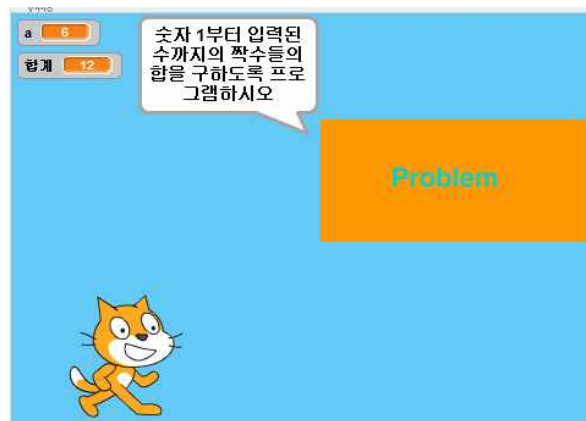 a 6
합계 12
숫자 1부터 입력된
수까지의 짝수들의
합을 구하도록 프로
그램하시오
Problem